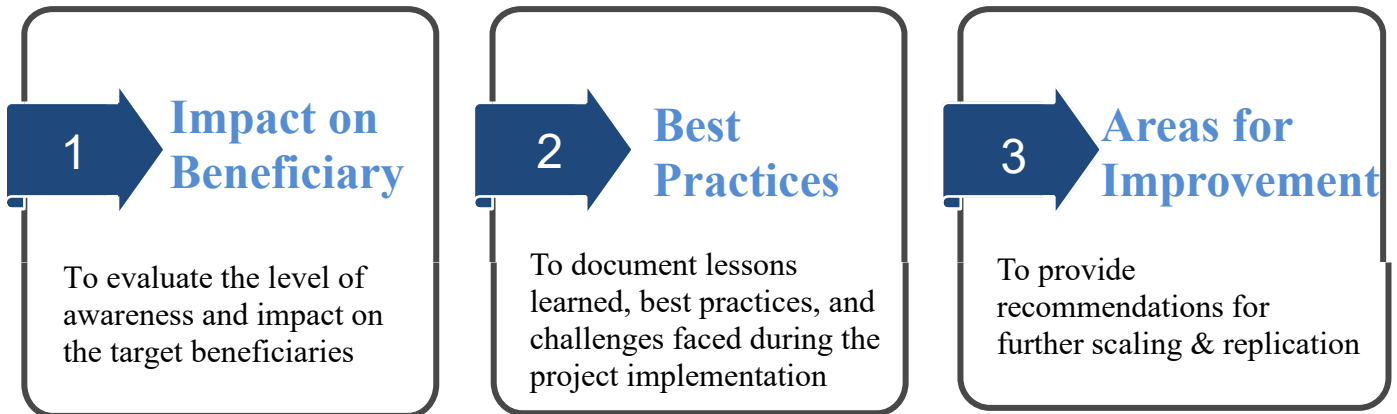 1
Impact on
Beneficiary
To evaluate the level of
awareness and impact on
the target beneficiaries
2
Best
Practices
To document lessons
learned, best practices, and
challenges faced during the
project implementation
3
Areas for
Improvement
To provide
recommendations for
further scaling & replication